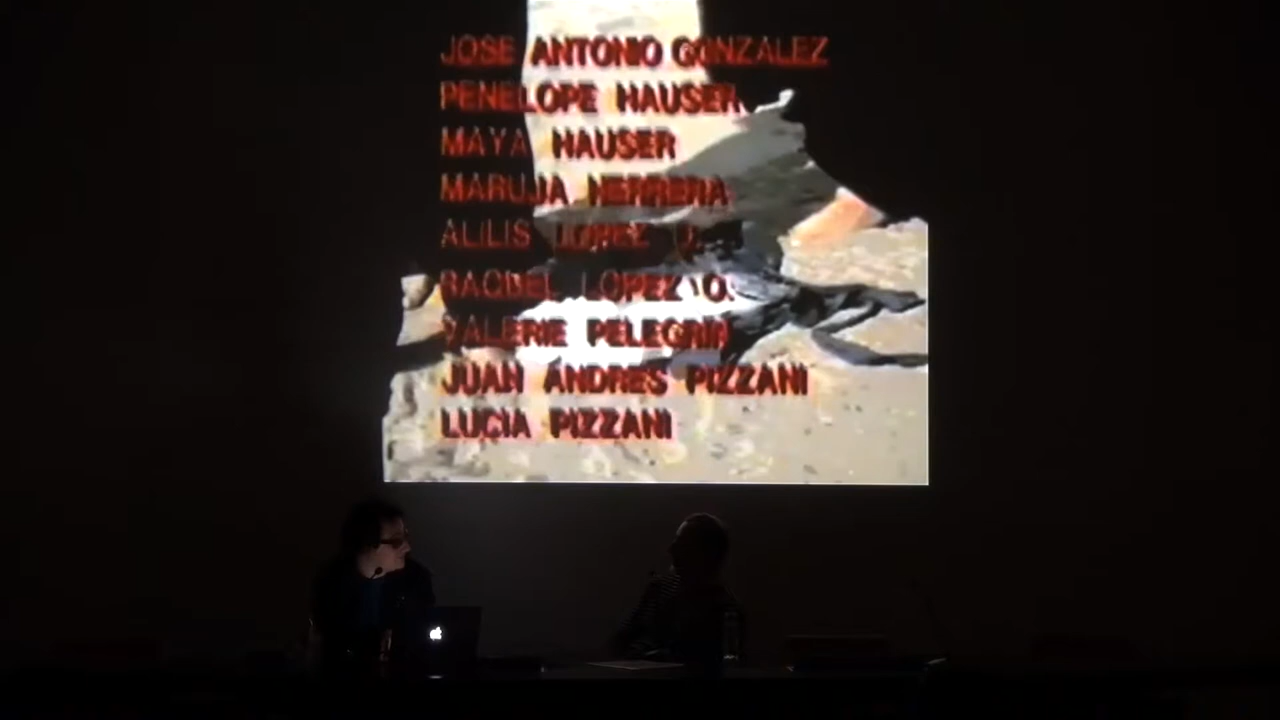 JOSE ANTONIO GONZALEZ
PENELOPE HAUSER
MAYA HAUSER
MARUJA HERRERA
ALILIS LOPEZ O.
RAQUEL LOPEZ O.
VALERIE PELEGRIN
JUAN ANDRES PIZZANI
LUCIA PIZZANI